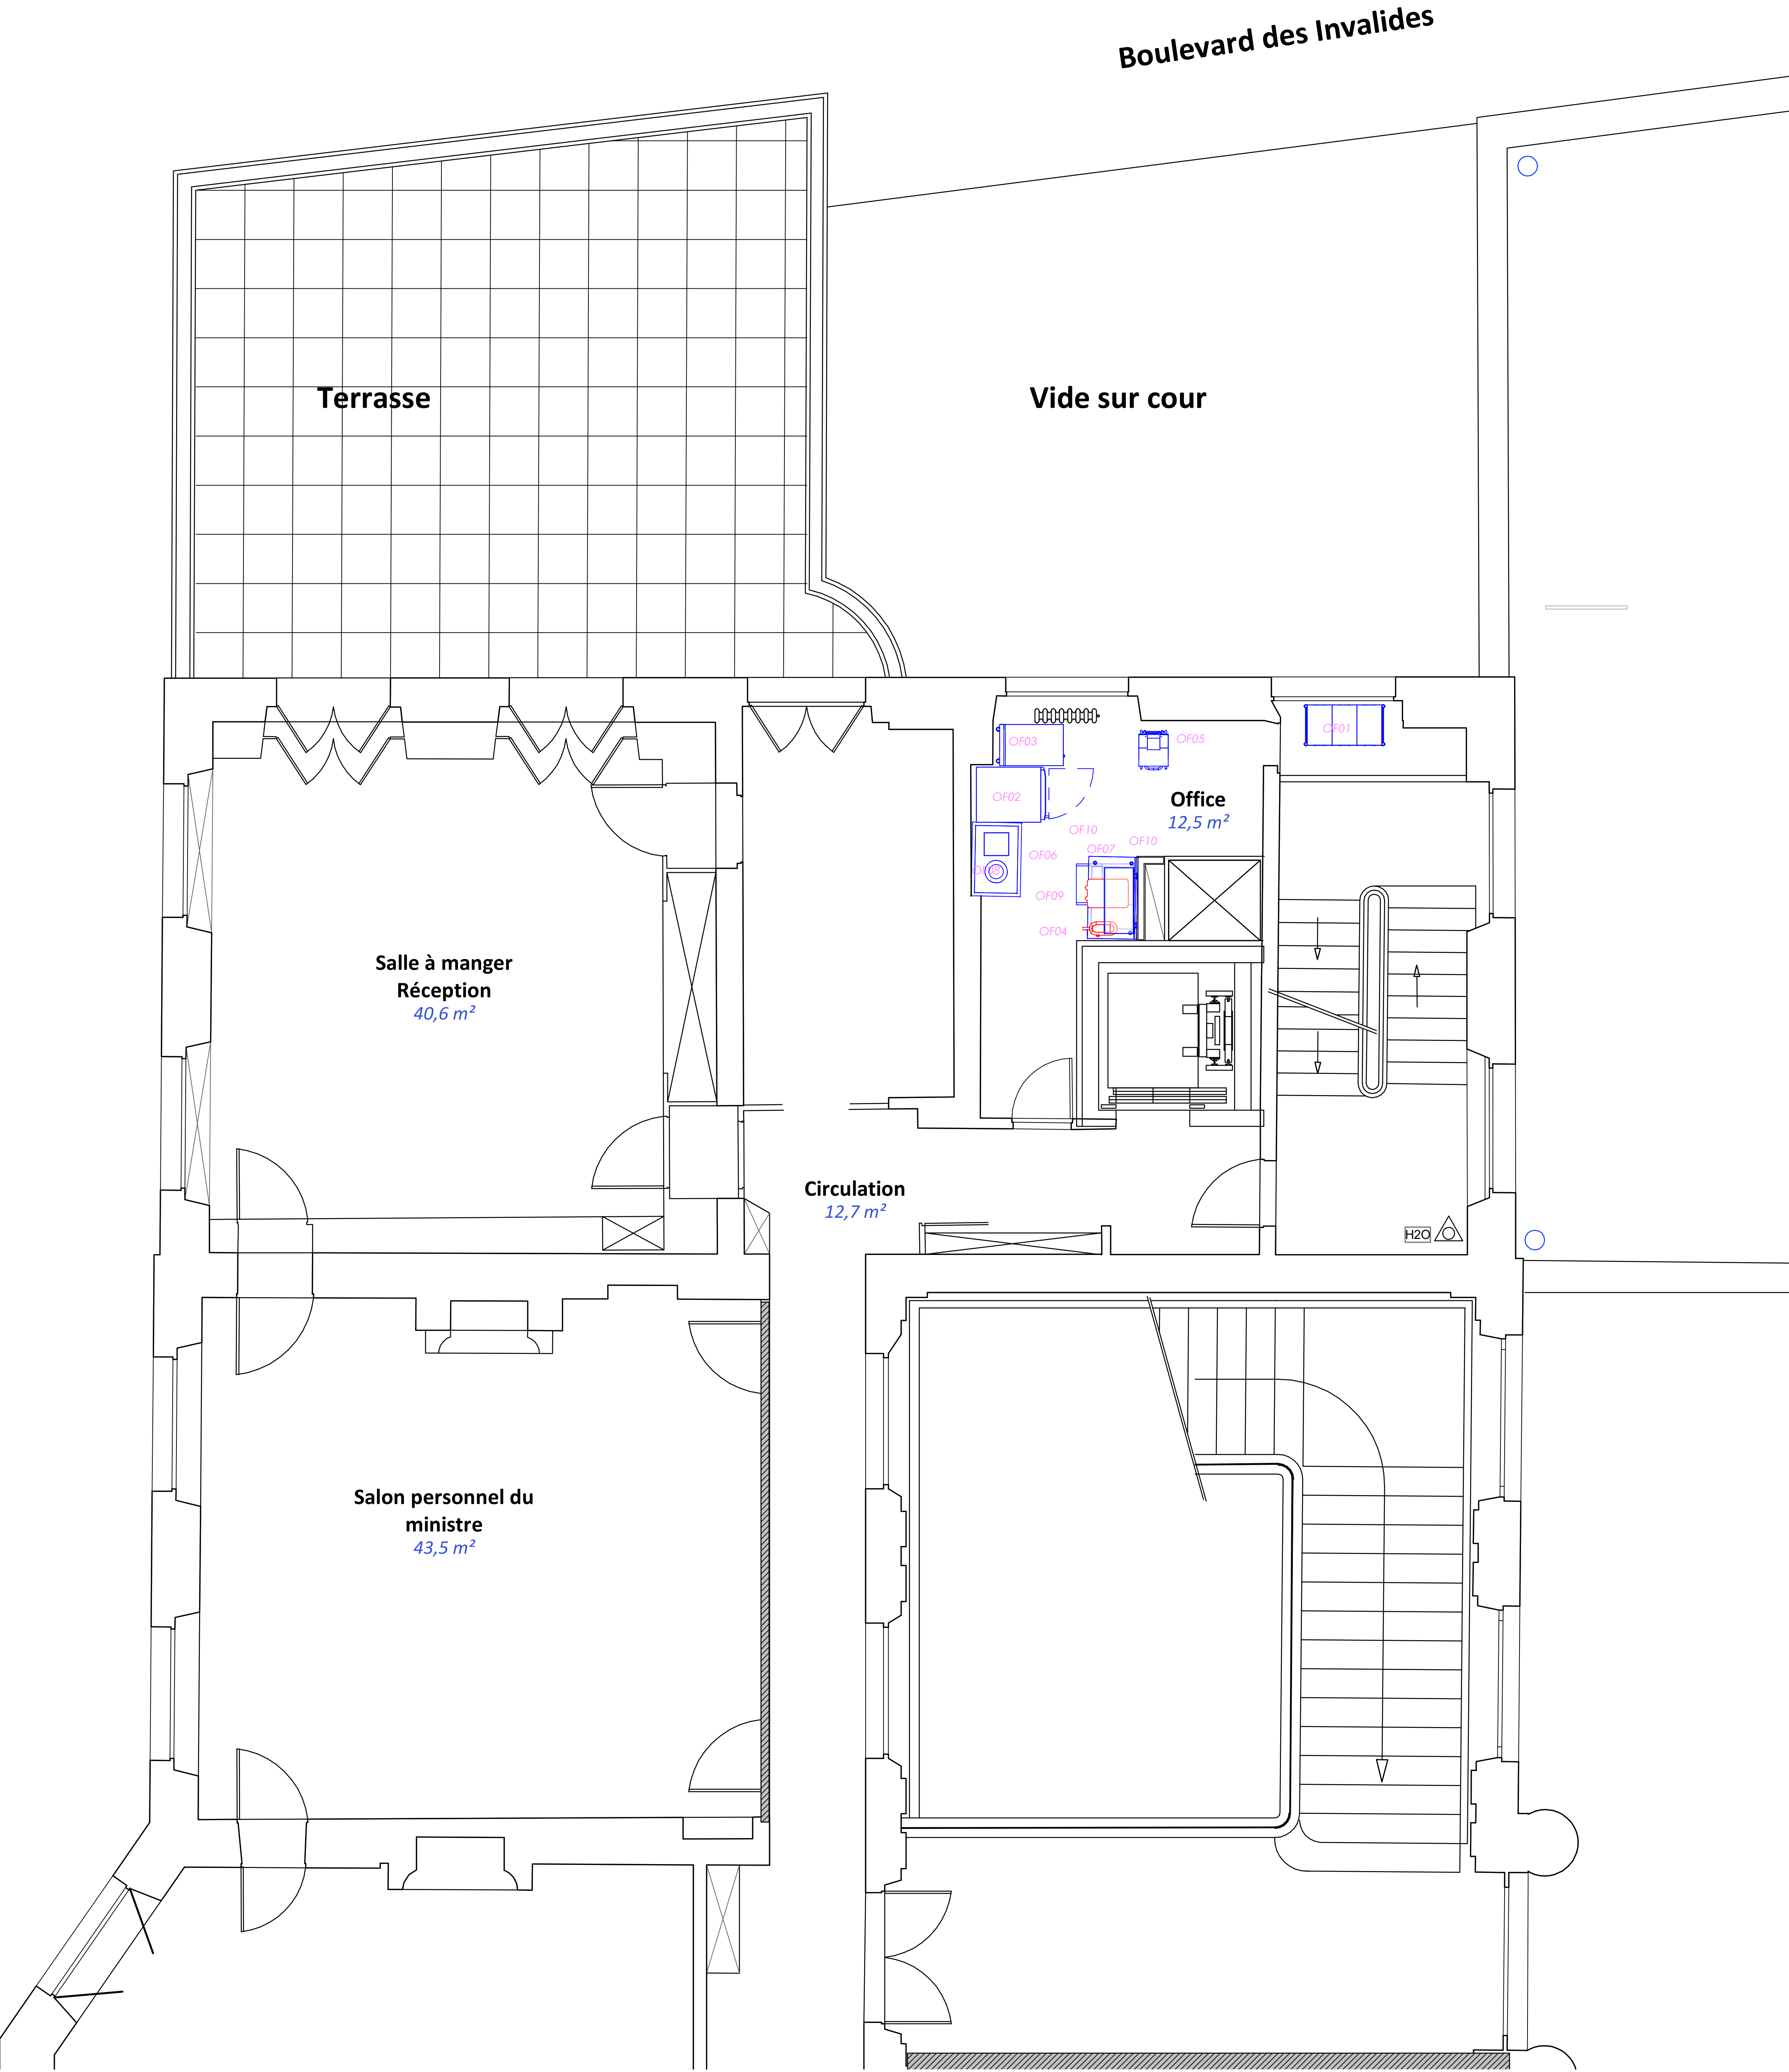 Boulevard des Invalides
Terrasse
Vide sur cour
OF01
OF03
OF05
OF02
Office
12,5 m²
OF10
OF10
OF07
OF06
OF08
OF09
OF04
Salle à manger
Réception
40,6 m²
Circulation
12,7 m²
H2O
Salon personnel du
ministre
43,5 m²